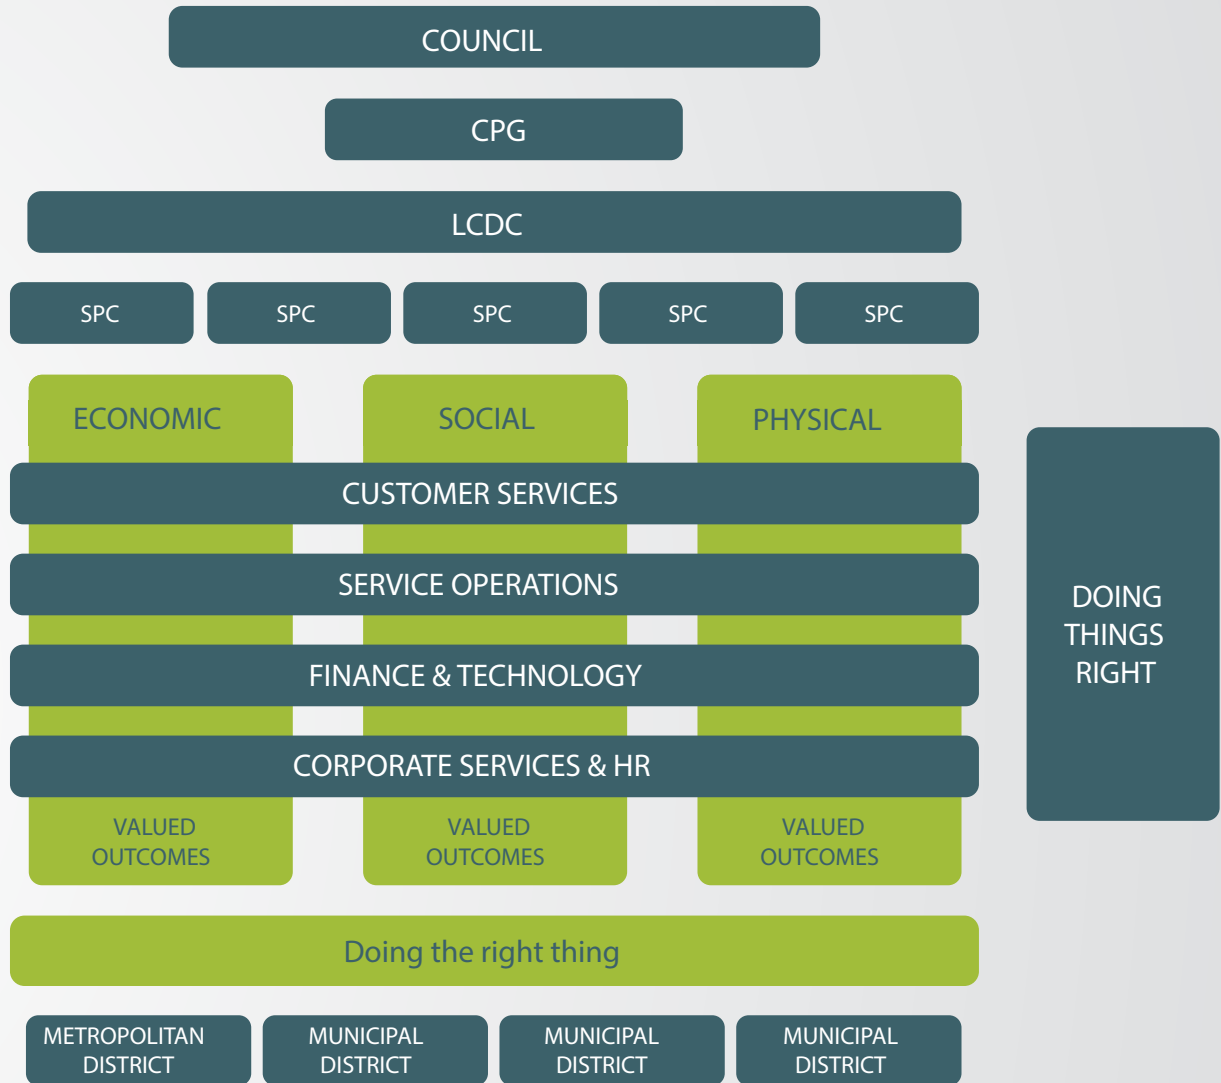 COUNCIL
CPG
LCDC
SPC SPC SPC SPC SPC
ECONOMIC SOCIAL PHYSICAL
CUSTOMER SERVICES
SERVICE OPERATIONS
FINANCE & TECHNOLOGY
CORPORATE SERVICES & HR
VALUED
OUTCOMES
VALUED
OUTCOMES
VALUED
OUTCOMES
DOING
THINGS
RIGHT
Doing the right thing
METROPOLITAN
DISTRICT
MUNICIPAL
DISTRICT
MUNICIPAL
DISTRICT
MUNICIPAL
DISTRICT